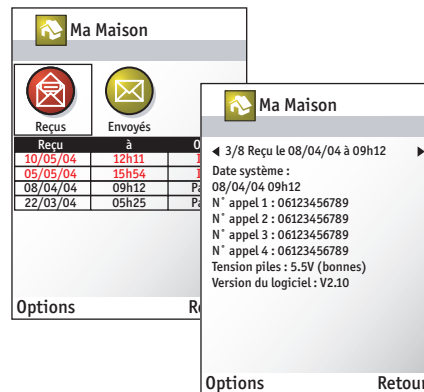 Ma Maison
Reçus Envoyés
Reçu à
10/05/04 12h11
05/05/04 15h54
08/04/04 09h12
22/03/04 05h25
Options
Ma Maison
3/8 Reçu le 08/04/04 à 09h12
Date système :
08/04/04 09h12
N° appel 1 : 06123456789
N° appel 2 : 06123456789
N° appel 3 : 06123456789
N° appel 4 : 06123456789
Tension piles : 5.5V (bonnes)
Version du logiciel : V2.10
Options Retour